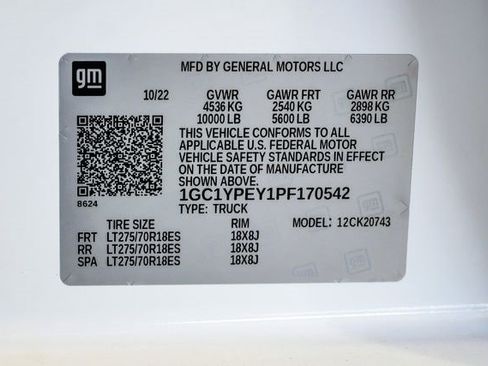 gm
MFD BY GENERAL MOTORS LLC
10/22 GVWR GAWR FRT GAWR RR
4536 KG 2540 KG 2898 KG
10000 LB 5600 LB 6390 LB
THIS VEHICLE CONFORMS TO ALL
APPLICABLE U.S. FEDERAL MOTOR
VEHICLE SAFETY STANDARDS IN EFFECT
ON THE DATE OF MANUFACTURE
SHOWN ABOVE.
8624
1GC1YPEY1PF170542
TYPE: TRUCK
TIRE SIZE RIM MODEL: 12CK20743
FRT LT275/70R18ES 18X8J
RR LT275/70R18ES 18X8J
SPA LT275/70R18ES 18X8J